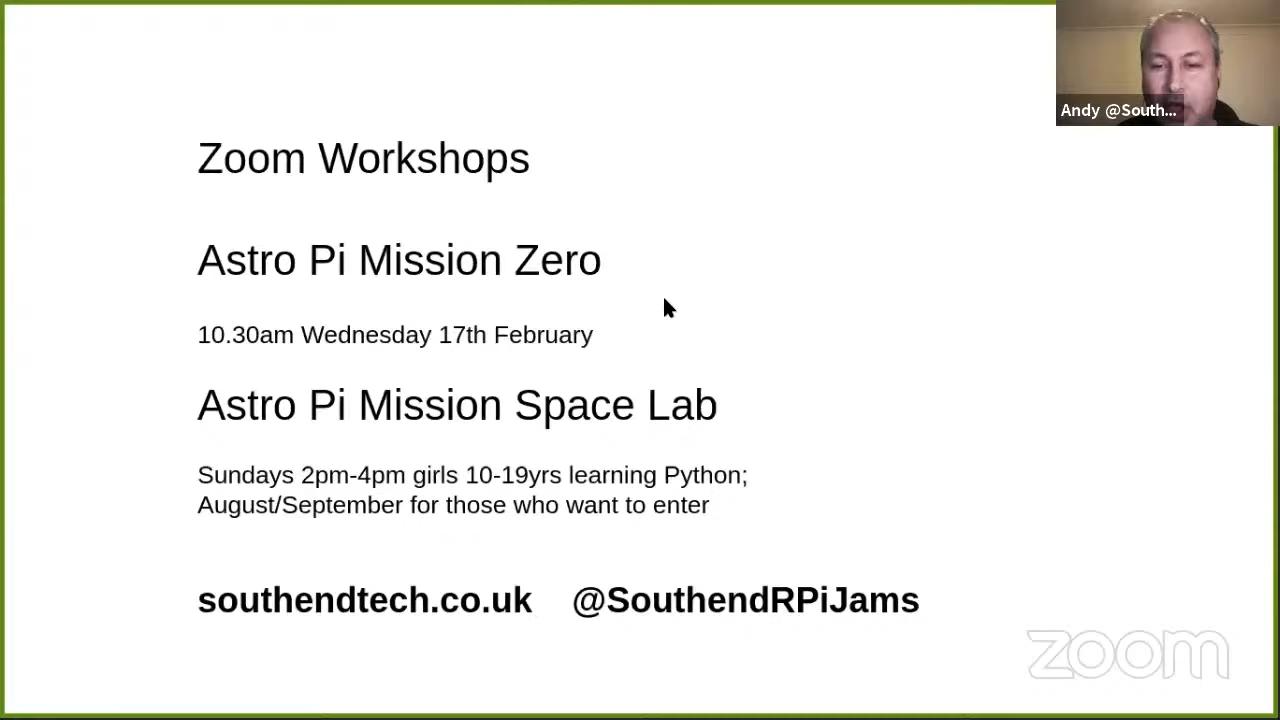 Andy @South...
Zoom Workshops
Astro Pi Mission Zero
10.30am Wednesday 17th February
Astro Pi Mission Space Lab
Sundays 2pm-4pm girls 10-19yrs learning Python;
August/September for those who want to enter
southendtech.co.uk @SouthendRPiJams
zoom